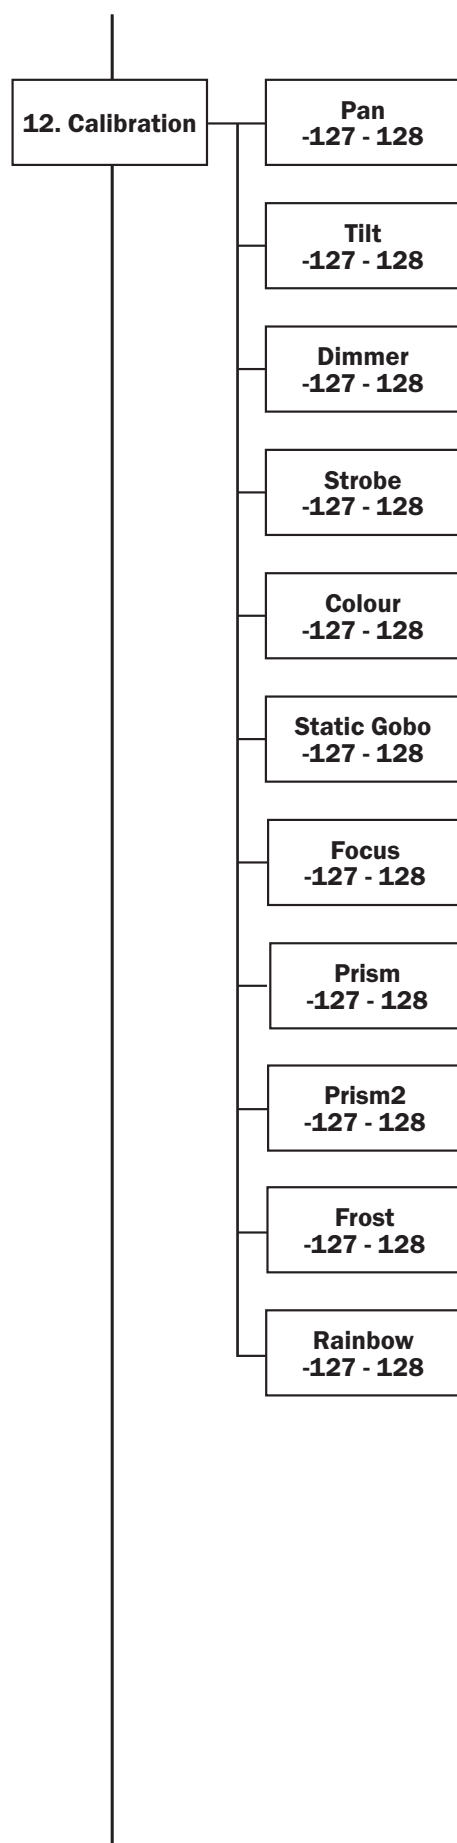 12. Calibration
Pan
-127 - 128
Tilt
-127 - 128
Dimmer
-127 - 128
Strobe
-127 - 128
Colour
-127 - 128
Static Gobo
-127 - 128
Focus
-127 - 128
Prism
-127 - 128
Prism2
-127 - 128
Frost
-127 - 128
Rainbow
-127 - 128